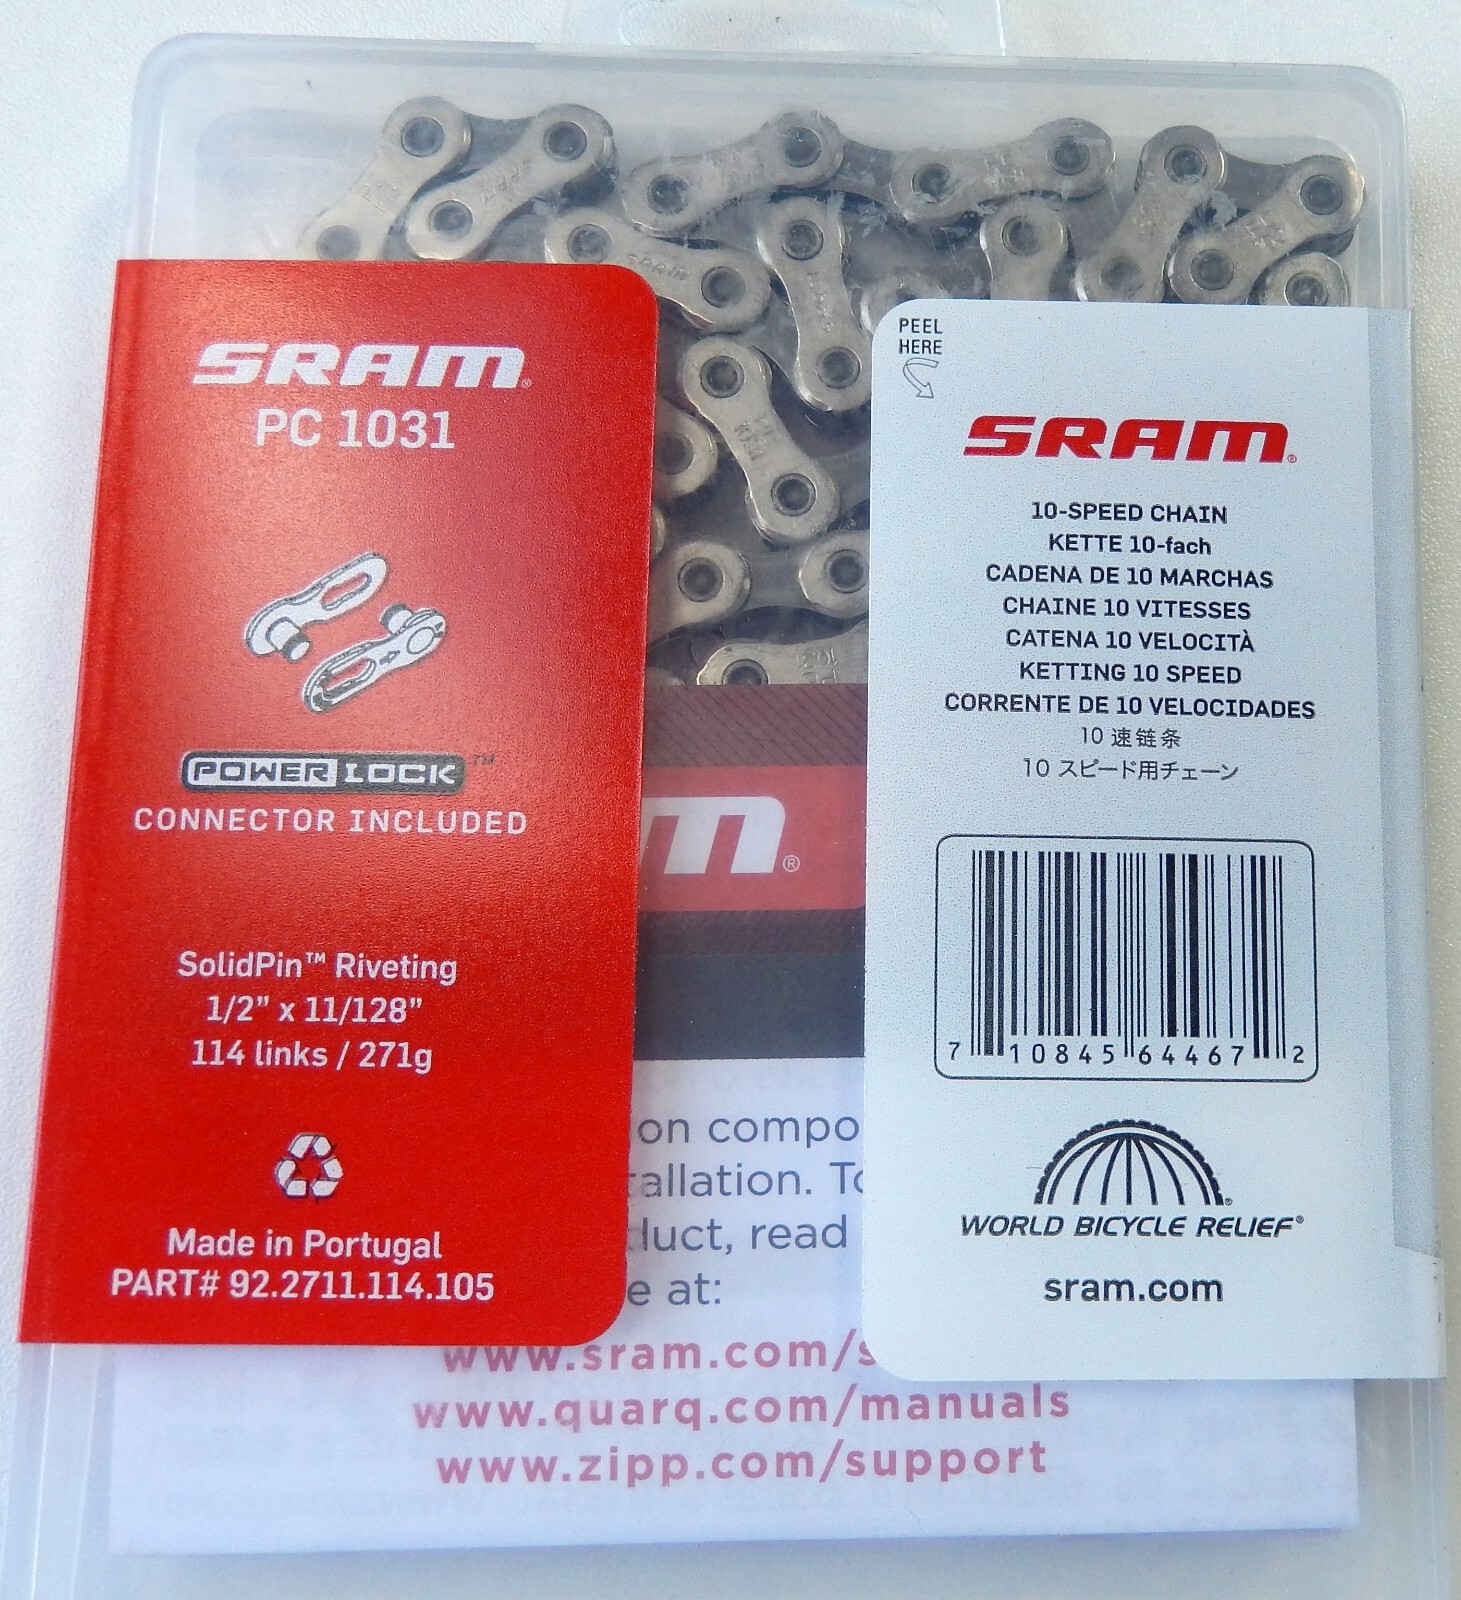 SRAM®
PC 1031
POWER LOCK™
CONNECTOR INCLUDED
SolidPin™ Riveting
1/2" x 11/128"
114 links / 271g
Made in Portugal
PART# 92.2711.114.105
PEEL
HERE
SRAM®
10-SPEED CHAIN
KETTE 10-fach
CADENA DE 10 MARCHAS
CHAINE 10 VITESSES
CATENA 10 VELOCITÀ
KETTING 10 SPEED
CORRENTE DE 10 VELOCIDADES
10 速链条
10 スピード用チェーン
7 10845 64467 2
WORLD BICYCLE RELIEF®
sram.com
m®
on compo
allation. To
duct, read
e at:
www.sram.com/s
www.quarq.com/manuals
www.zipp.com/support